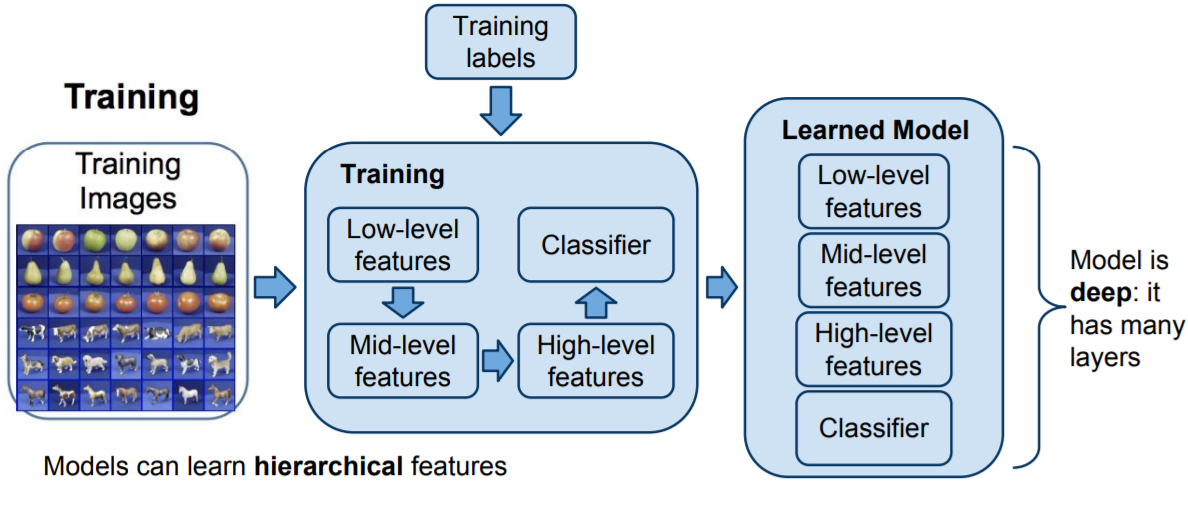 Training
labels
Training
Training
Images
Training
Low-level
features
Classifier
Mid-level
features
High-level
features
Learned Model
Low-level
features
Mid-level
features
High-level
features
Classifier
Model is
deep: it
has many
layers
Models can learn hierarchical features